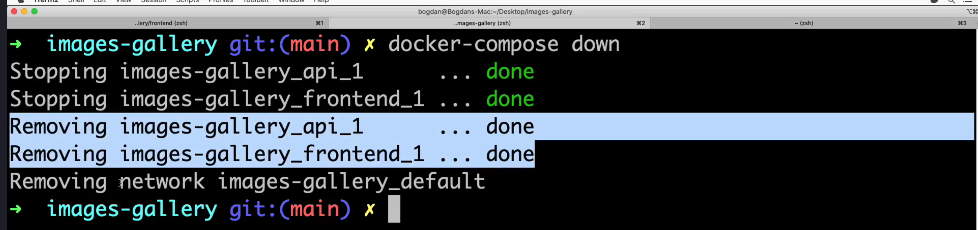 bogdan@Bogdans-Mac:~/Desktop/images-gallery
..lery/frontend (zsh) ⌘1 ..mages-gallery (zsh) ⌘2 ~ (zsh) ⌘3
➜ images-gallery git:(main) ✗ docker-compose down
Stopping images-gallery_api_1 ... done
Stopping images-gallery_frontend_1 ... done
Removing images-gallery_api_1 ... done
Removing images-gallery_frontend_1 ... done
Removing network images-gallery_default
➜ images-gallery git:(main) ✗